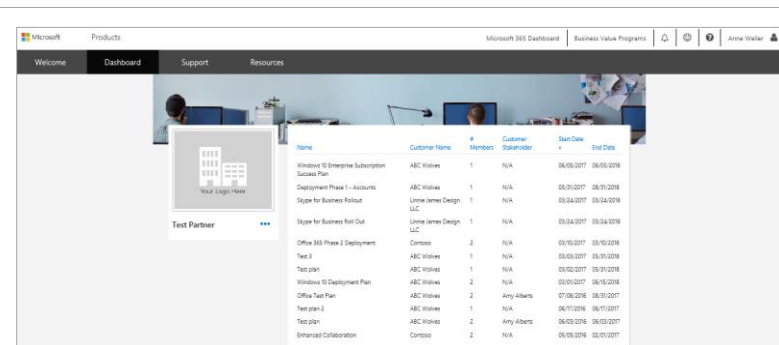 Microsoft Products Microsoft 365 Dashboard Business Value Programs Anne Weiler
Welcome Dashboard Support Resources
Your Logo Here
Test Partner
Name Customer Name # Members Customer Stakeholder Start Date End Date
Windows 10 Enterprise Subscription Success Plan ABC Wolves 1 N/A 06/05/2017 06/05/2018
Deployment Phase 1 - Accounts ABC Wolves 1 N/A 05/31/2017 08/31/2018
Skype for Business Rollout Linnie James Design LLC 1 N/A 03/24/2017 03/24/2018
Skype for Business Roll Out Linnie James Design LLC 1 N/A 03/24/2017 03/24/2018
Office 365 Phase 2 Deployment Contoso 2 N/A 03/10/2017 03/10/2018
Test 3 ABC Wolves 1 N/A 03/03/2017 05/31/2018
Test plan ABC Wolves 1 N/A 03/02/2017 05/31/2018
Windows 10 Deployment Plan ABC Wolves 2 N/A 03/01/2017 06/15/2018
Office Test Plan ABC Wolves 2 Amy Alberts 07/06/2016 08/31/2017
Test plan 2 ABC Wolves 1 N/A 06/17/2016 06/17/2017
Test plan ABC Wolves 2 Amy Alberts 06/03/2016 06/03/2017
Enhanced Collaboration Contoso 2 N/A 05/05/2016 02/01/2017